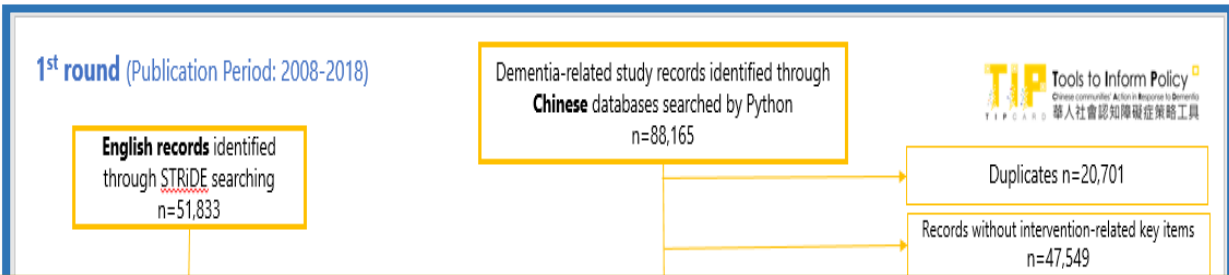 1st round (Publication Period: 2008-2018)
Dementia-related study records identified through
Chinese databases searched by Python
n=88,165
TIP
TIPCARD
Tools to Inform Policy
Chinese communities' Action in Response to Dementia
華人社會認知障礙症策略工具
English records identified
through STRiDE searching
n=51,833
Duplicates n=20,701
Records without intervention-related key items
n=47,549